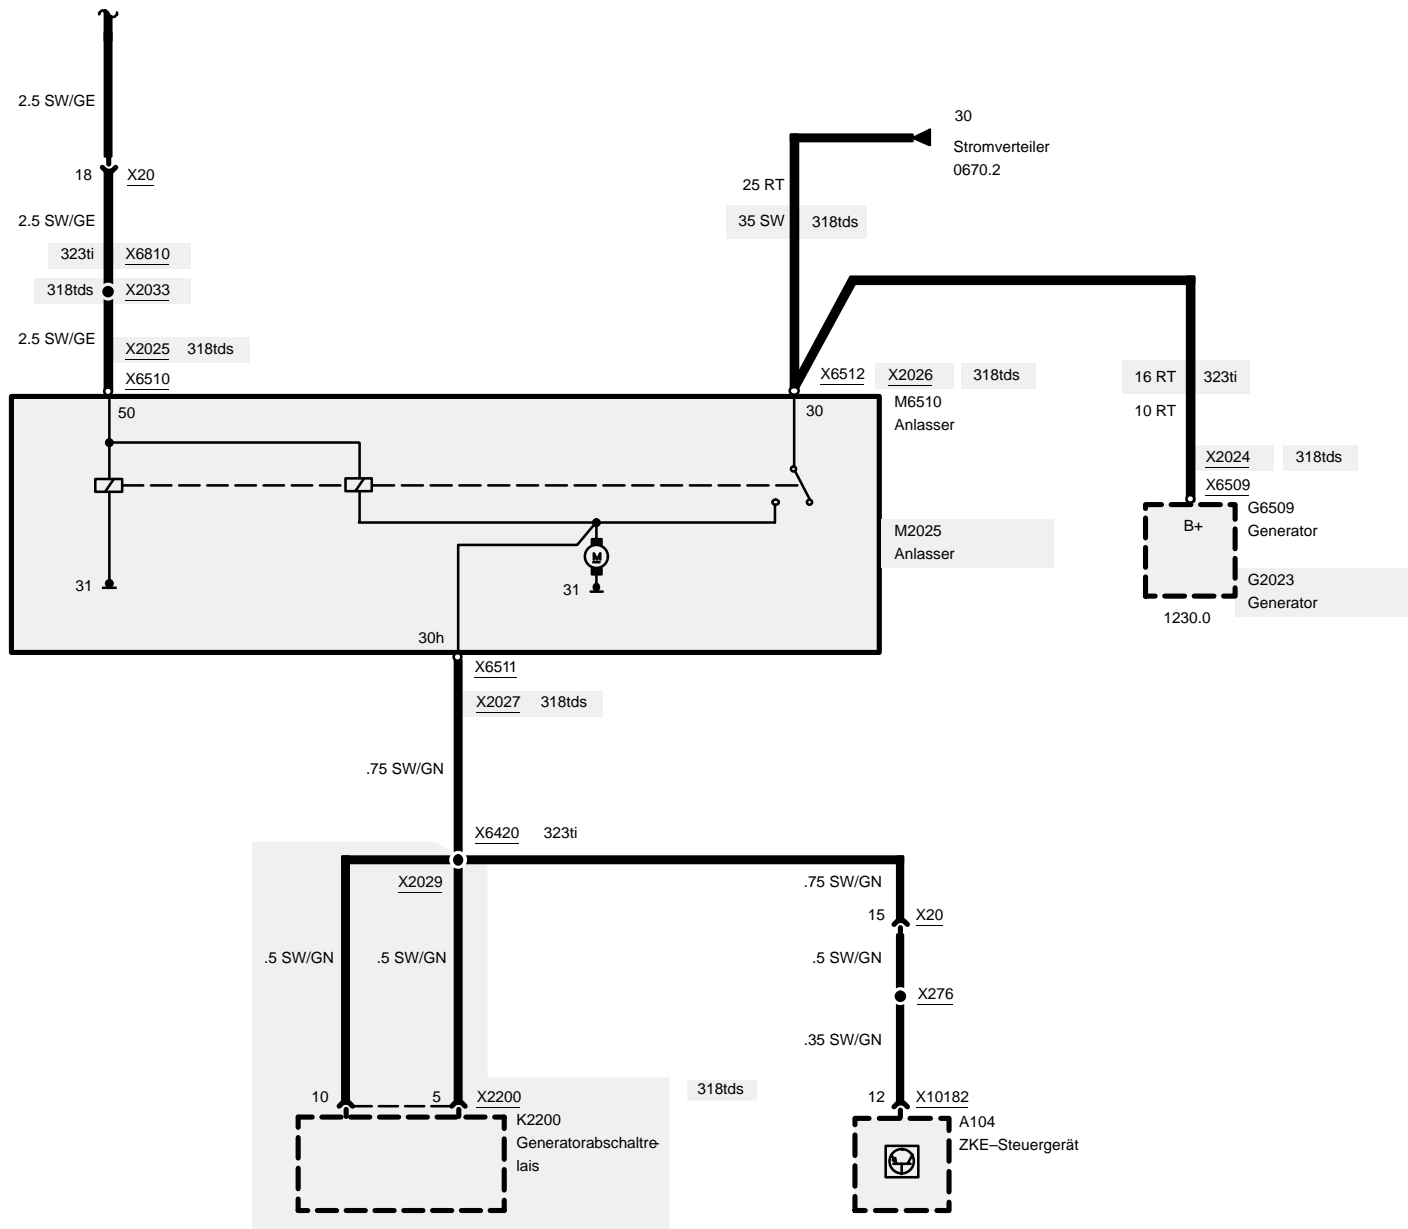 2.5 SW/GE
18 X20
2.5 SW/GE
323ti X6810
318tds X2033
2.5 SW/GE
X2025 318tds
X6510
30
Stromverteiler
0670.2
25 RT
35 SW 318tds
X6512 X2026 318tds
M6510
Anlasser
16 RT 323ti
10 RT
X2024 318tds
X6509
B+
G6509
Generator
G2023
Generator
1230.0
50
30
M2025
Anlasser
31
M
31
30h
X6511
X2027 318tds
.75 SW/GN
X6420 323ti
X2029
.75 SW/GN
15 X20
.5 SW/GN
.5 SW/GN
.5 SW/GN
X276
.35 SW/GN
318tds
10
5 X2200
K2200
Generatorabschaltre-
lais
12 X10182
A104
ZKE–Steuergerät